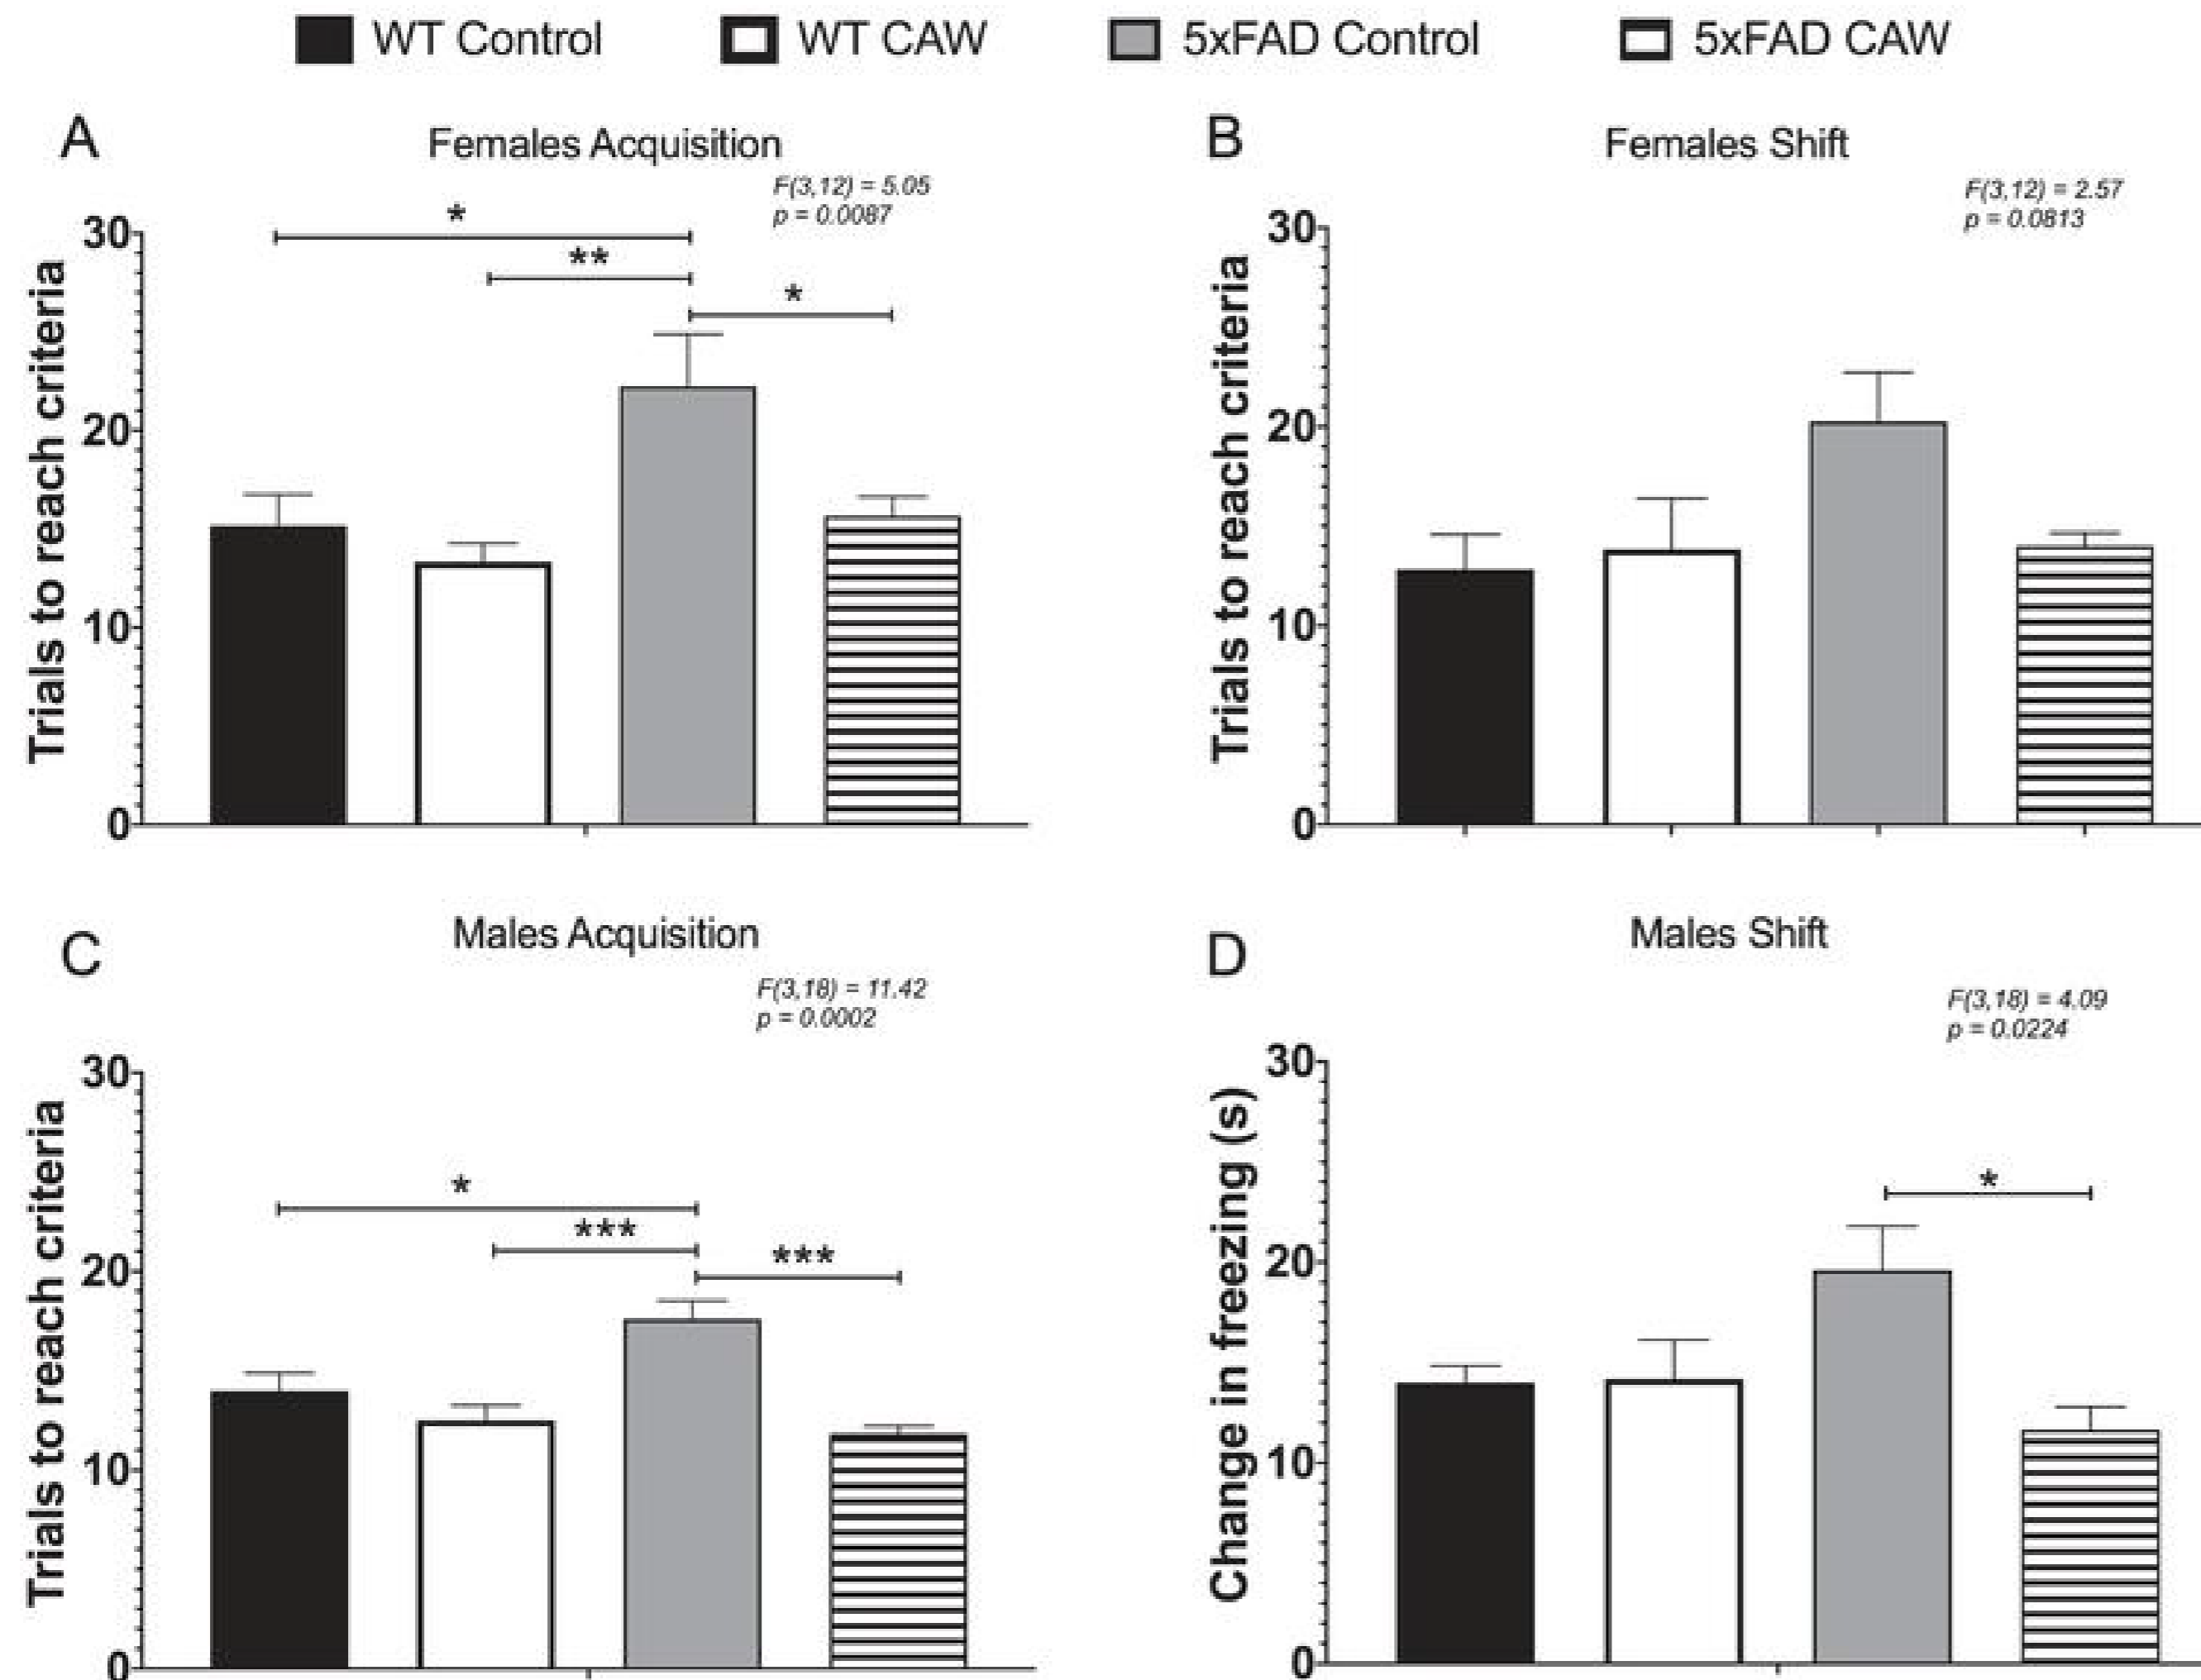 WT Control
WT CAW
5xFAD Control
5xFAD CAW
A
Females Acquisition
F(3,12) = 5.05
p = 0.0087
*
**
*
Trials to reach criteria
30
20
10
0
B
Females Shift
F(3,12) = 2.57
p = 0.0813
Trials to reach criteria
30
20
10
0
C
Males Acquisition
F(3,18) = 11.42
p = 0.0002
*
***
***
Trials to reach criteria
30
20
10
0
D
Males Shift
F(3,18) = 4.09
p = 0.0224
*
Change in freezing (s)
30
20
10
0